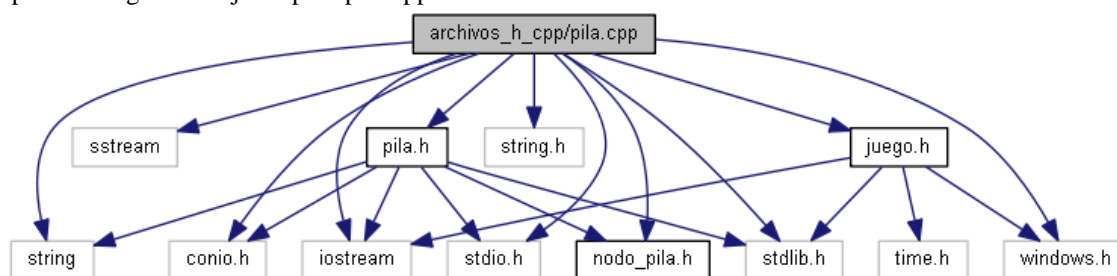 archivos_h_cpp/pila.cpp
sstream
pila.h
string.h
juego.h
string
conio.h
iostream
stdio.h
nodo_pila.h
stdlib.h
time.h
windows.h